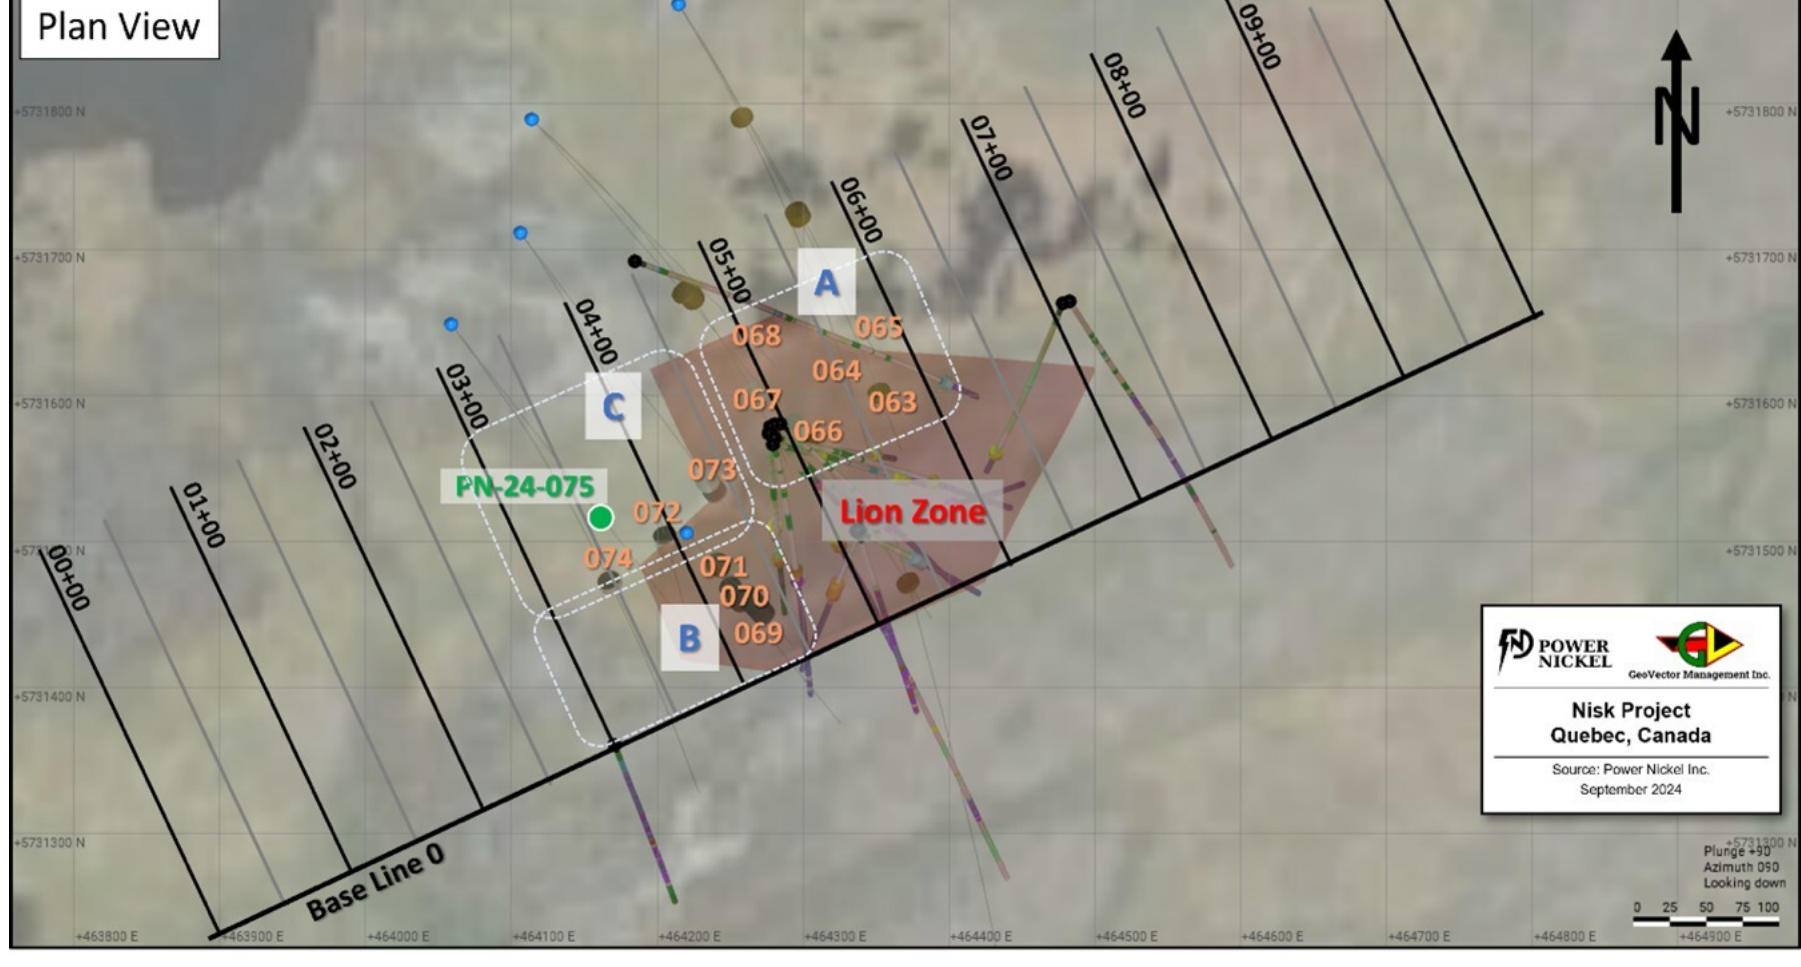 Plan View
09+00
08+00
07+00
06+00
05+00
04+00
03+00
02+00
01+00
00+00
N
+5731800 N
+5731800 N
+5731700 N
+5731700 N
+5731600 N
+5731600 N
+5731500 N
+5731400 N
+5731300 N
+5731300 N
A
068
065
064
067
063
066
C
073
PN-24-075
072
Lion Zone
074
071
070
B
069
Base Line 0
POWER
NICKEL
GeoVector Management Inc.
Nisk Project
Quebec, Canada
Source: Power Nickel Inc.
September 2024
Plunge +90
Azimuth 090
Looking down
0 25 50 75 100
+463800 E
+463900 E
+464000 E
+464100 E
+464200 E
+464300 E
+464400 E
+464500 E
+464600 E
+464700 E
+464800 E
+464900 E